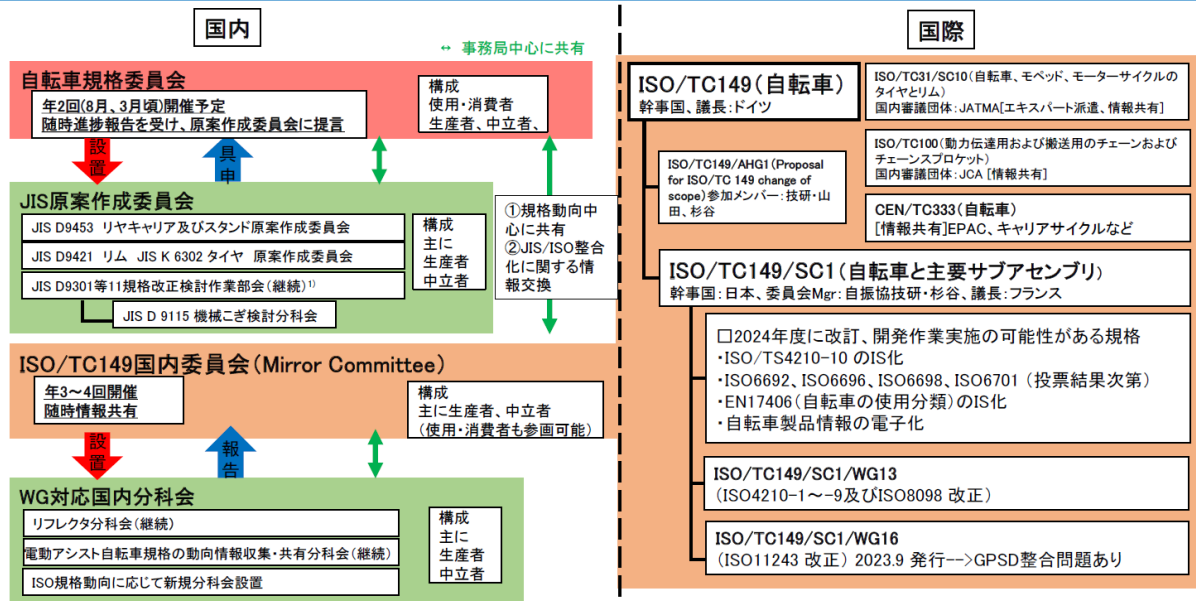 国内
↔ 事務局中心に共有
自転車規格委員会
年2回(8月、3月頃)開催予定
随時進捗報告を受け、原案作成委員会に提言
構成
使用・消費者
生産者、中立者、
設置
具申
JIS原案作成委員会
JIS D9453 リヤキャリア及びスタンド原案作成委員会
JIS D9421 リム JIS K 6302 タイヤ 原案作成委員会
JIS D9301等11規格改正検討作業部会(継続)1)
JIS D 9115 機械こぎ検討分科会
構成
主に
生産者
中立者
①規格動向中
心に共有
②JIS/ISO整合
化に関する情
報交換
ISO/TC149国内委員会(Mirror Committee)
年3～4回開催
随時情報共有
構成
主に生産者、中立者
(使用・消費者も参画可能)
設置
報告
WG対応国内分科会
リフレクタ分科会(継続)
電動アシスト自転車規格の動向情報収集・共有分科会(継続)
ISO規格動向に応じて新規分科会設置
構成
主に
生産者
中立者
国際
ISO/TC149(自転車)
幹事国、議長:ドイツ
ISO/TC31/SC10(自転車、モペッド、モーターサイクルの
タイヤとリム)
国内審議団体:JATMA[エキスパート派遣、情報共有]
ISO/TC100(動力伝達用および搬送用のチェーンおよび
チェーンスプロケット)
国内審議団体:JCA [情報共有]
ISO/TC149/AHG1(Proposal
for ISO/TC 149 change of
scope)参加メンバー:技研・山
田、杉谷
CEN/TC333(自転車)
[情報共有]EPAC、キャリアサイクルなど
ISO/TC149/SC1(自転車と主要サブアセンブリ)
幹事国:日本、委員会Mgr:自振協技研・杉谷、議長:フランス
□2024年度に改訂、開発作業実施の可能性がある規格
・ISO/TS4210-10 のIS化
・ISO6692、ISO6696、ISO6698、ISO6701 (投票結果次第)
・EN17406(自転車の使用分類)のIS化
・自転車製品情報の電子化
ISO/TC149/SC1/WG13
(ISO4210-1～-9及びISO8098 改正)
ISO/TC149/SC1/WG16
(ISO11243 改正) 2023.9 発行-->GPSD整合問題あり